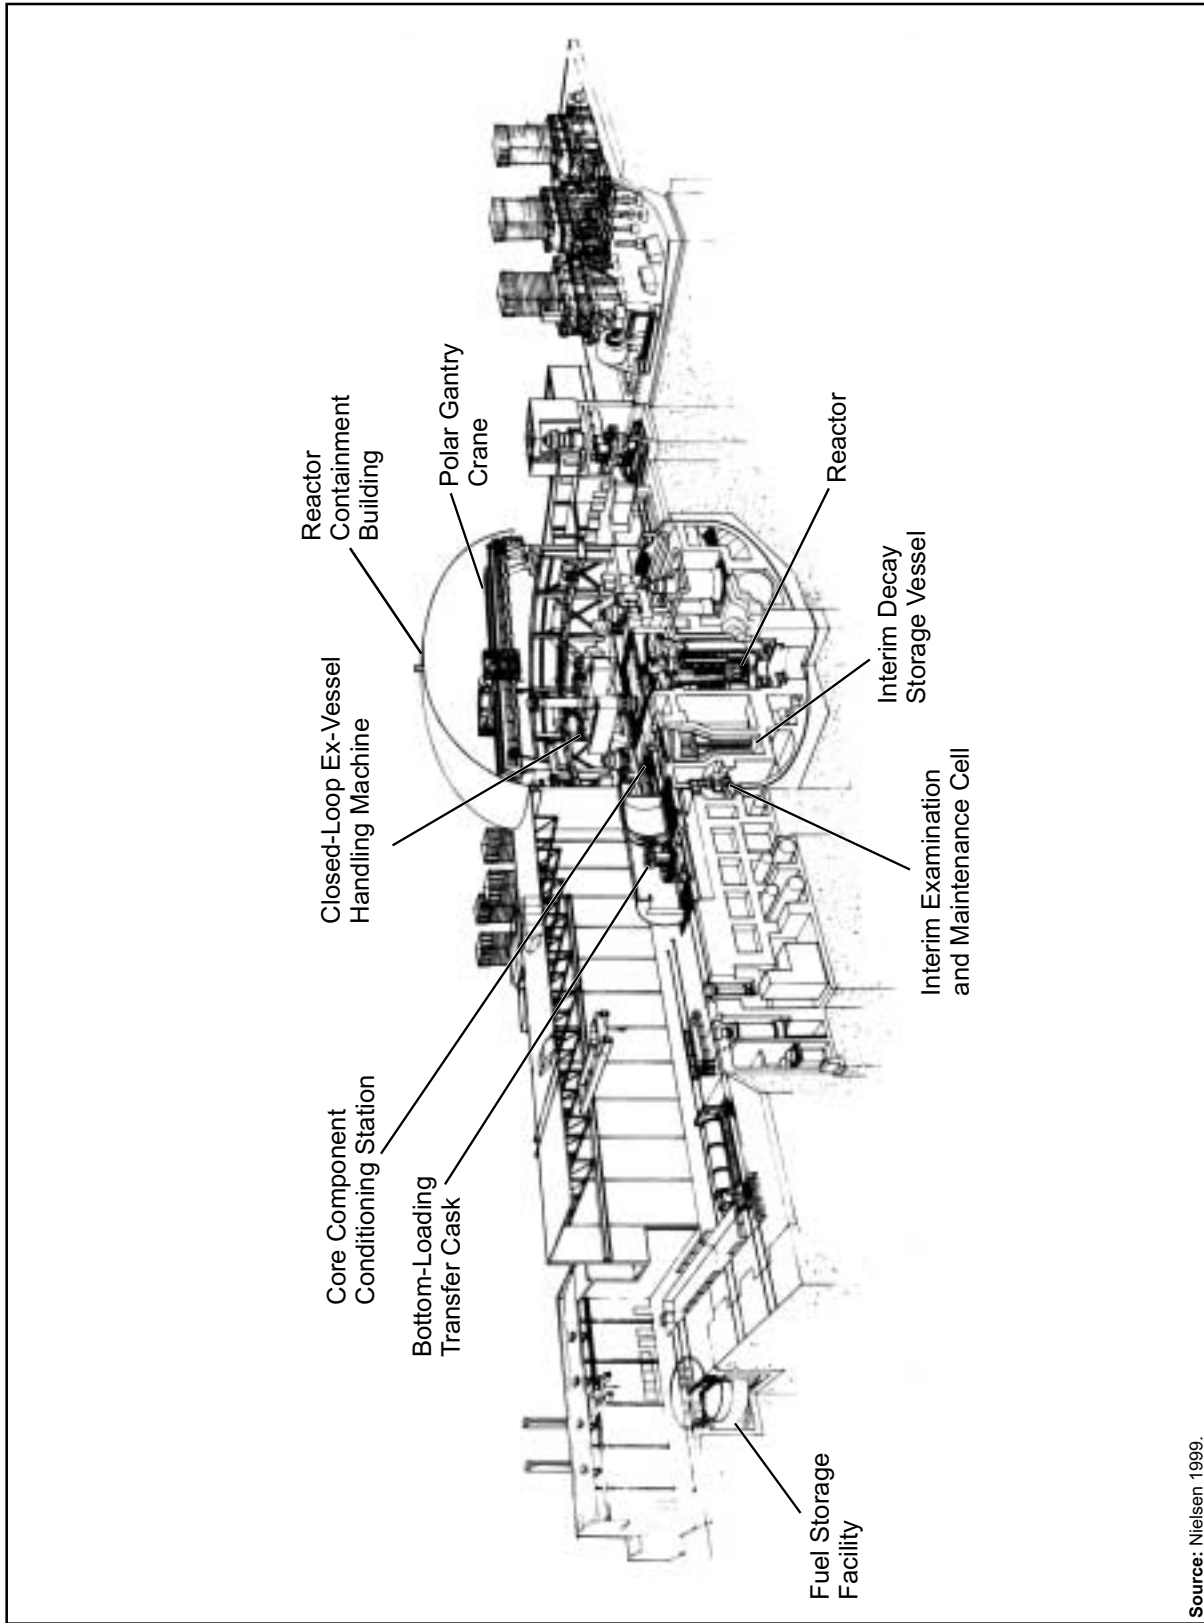 Reactor
Containment
Building
Polar Gantry
Crane
Closed-Loop Ex-Vessel
Handling Machine
Core Component
Conditioning Station
Bottom-Loading
Transfer Cask
Reactor
Interim Decay
Storage Vessel
Interim Examination
and Maintenance Cell
Fuel Storage
Facility
Source: Nielsen 1999.